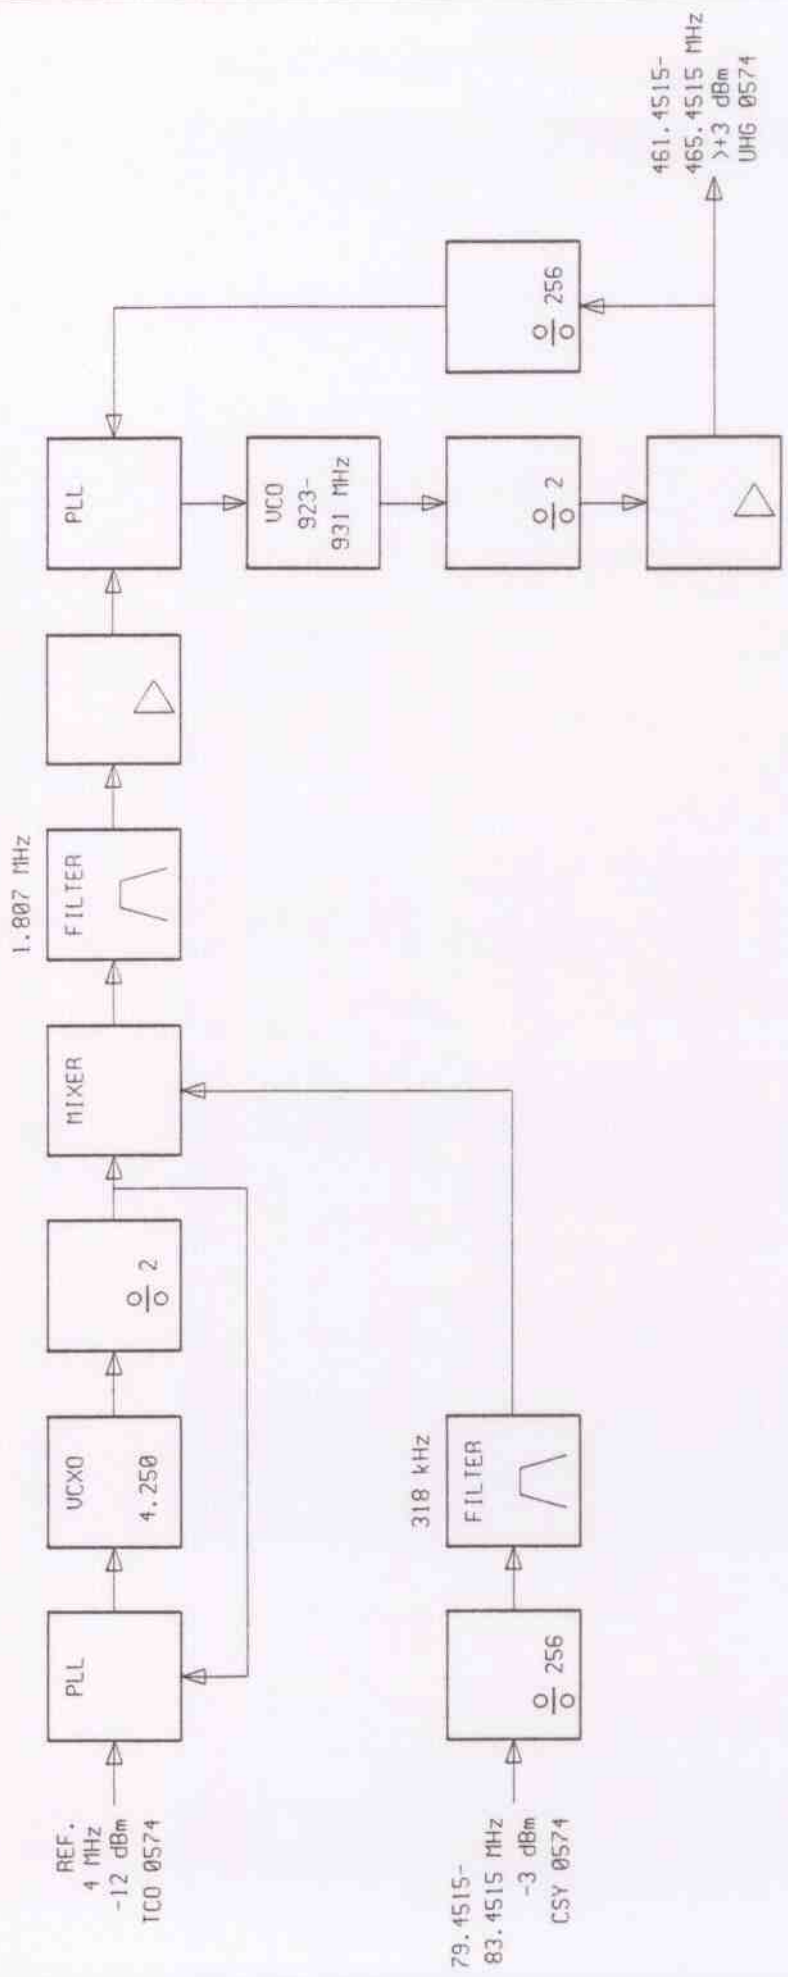 REF.
4 MHz
-12 dBm
TCO 0574
PLL
VCXO
4.250
÷ 2
MIXER
1.807 MHz
FILTER
PLL
VCO
923-
931 MHz
÷ 2
÷ 256
461.4515-
465.4515 MHz
>+3 dBm
UHG 0574
79.4515-
83.4515 MHz
-3 dBm
CSY 0574
÷ 256
318 kHz
FILTER